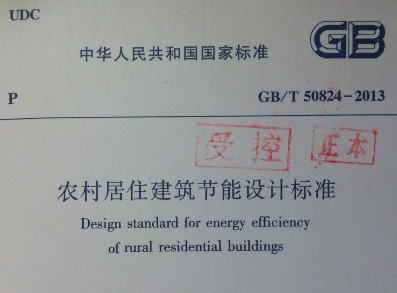 UDC
中华人民共和国国家标准
GB
P
GB/T 50824-2013
受控 正本
农村居住建筑节能设计标准
Design standard for energy efficiency
of rural residential buildings